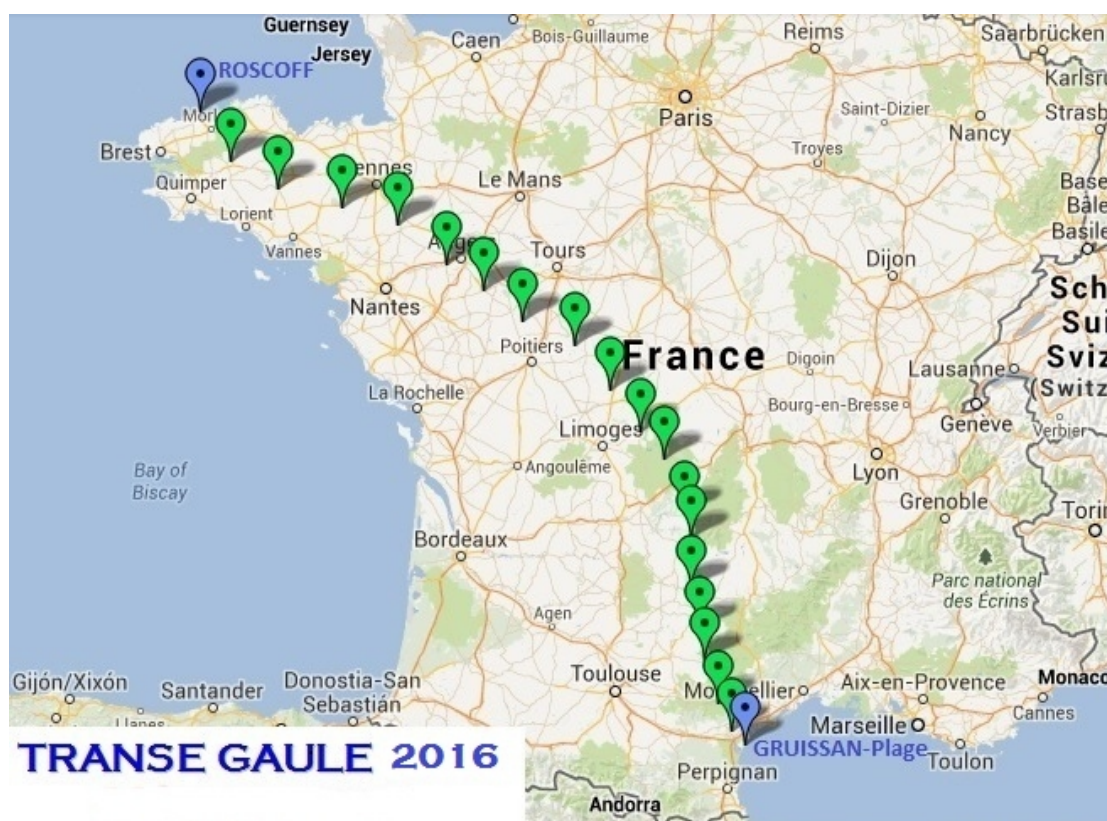 Guernsey
Jersey
Caen
Bois-Guillaume
Reims
Saarbrücken
ROSCOFF
Paris
Saint-Dizier
Nancy
Brest
Troyes
Quimper
Lorient
Le Mans
Vannes
Tours
Dijon
Nantes
Poitiers
France
Digoin
Lausanne
La Rochelle
Bourg-en-Bresse
Genève
Verbier
Limoges
Angoulême
Lyon
Bay of
Biscay
Grenoble
Bordeaux
Parc national
des Écrins
Agen
Toulouse
Gijón/Xixón
Santander
Donostia-San
Sebastián
Llanes
Aix-en-Provence
Monaco
Cannes
Marseille
Toulon
GRUISSAN-Plage
TRANSE GAULE 2016
Perpignan
Andorra